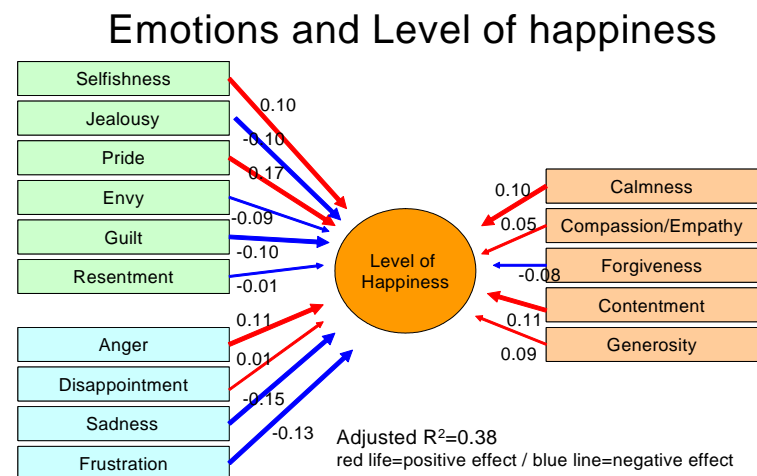 Emotions and Level of happiness
Selfishness
0.10
Jealousy
-0.10
Pride
0.17
Envy
-0.09
Guilt
-0.10
Resentment
-0.01
Anger
0.11
Disappointment
0.01
Sadness
-0.15
Frustration
-0.13
Level of
Happiness
0.10
Calmness
0.05
Compassion/Empathy
-0.08
Forgiveness
0.11
Contentment
0.09
Generosity
Adjusted R²=0.38
red life=positive effect / blue line=negative effect